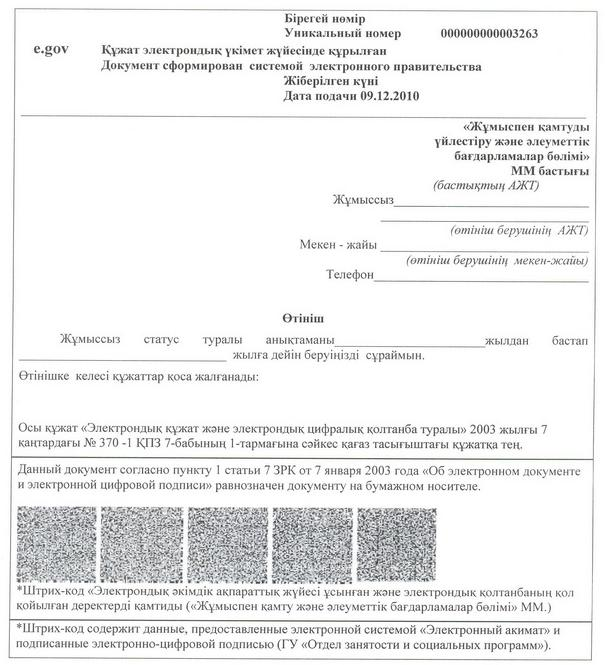 Бірегей нөмір
Уникальный номер 000000000003263
e.gov Құжат электрондық үкімет жүйесінде құрылған
Документ сформирован системой электронного правительства
Жіберілген күні
Дата подачи 09.12.2010
«Жұмыспен қамтуды
үйлестіру және әлеуметтік
бағдарламалар бөлімі»
ММ бастығы
(бастықтың АЖТ)
Жұмыссыз
(өтініш берушінің АЖТ)
Мекен - жайы
(өтініш берушінің мекен-жайы)
Телефон
Өтініш
Жұмыссыз статус туралы анықтаманы жылдан бастап
жылға дейін беруіңізді сұраймын.
Өтінішке келесі құжаттар қоса жалғанады:
Осы құжат «Электрондық құжат және электрондық цифралық қолтанба туралы» 2003 жылғы 7
қаңтардағы № 370 -1 ҚПЗ 7-бабының 1-тармағына сәйкес қағаз тасығыштағы құжатқа тең.
Данный документ согласно пункту 1 статьи 7 ЗРК от 7 января 2003 года «Об электронном документе
и электронной цифровой подписи» равнозначен документу на бумажном носителе.
*Штрих-код «Электрондық әкімдік ақпараттық жүйесі ұсынған және электрондық қолтанбаның қол
қойылған деректерді қамтиды («Жұмыспен қамту және әлеуметтік бағдарламалар бөлімі» ММ.)
*Штрих-код содержит данные, предоставленные электронной системой «Электронный акимат» и
подписанные электронно-цифровой подписью (ГУ «Отдел занятости и социальных программ»).